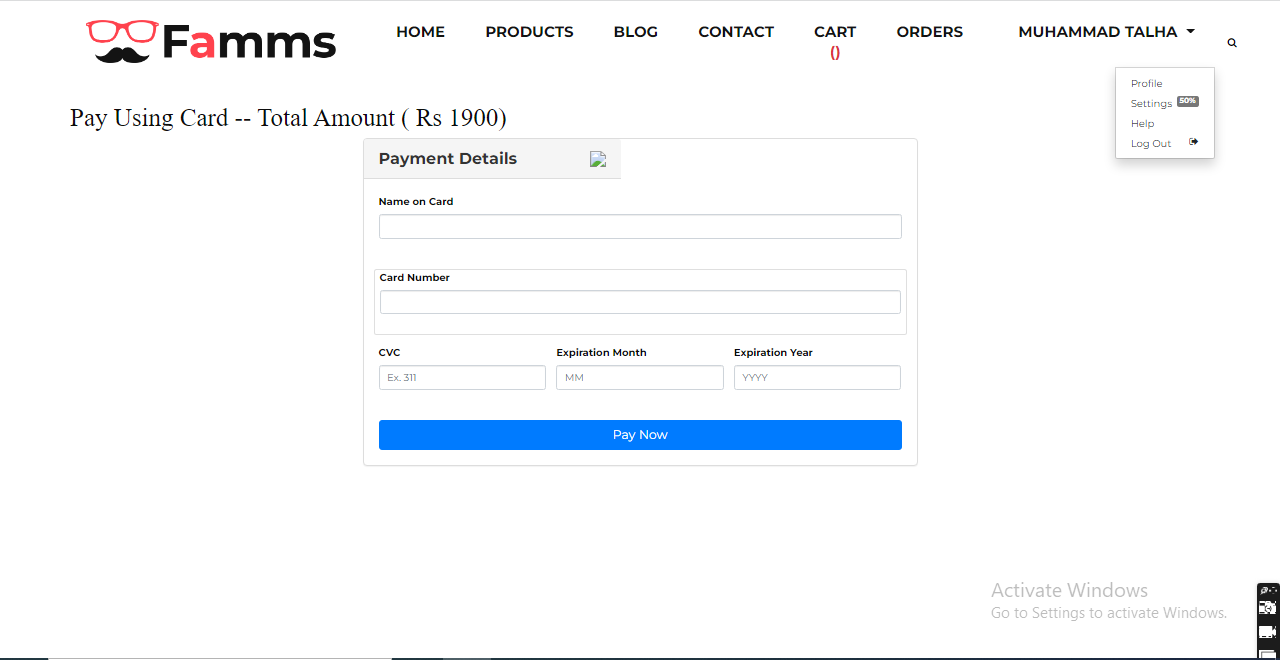 Famms
HOME PRODUCTS BLOG CONTACT CART ORDERS MUHAMMAD TALHA
()
Profile
Settings 50%
Help
Log Out
Pay Using Card -- Total Amount ( Rs 1900)
Payment Details
Name on Card
Card Number
CVC Expiration Month Expiration Year
Ex. 311 MM YYYY
Pay Now
Activate Windows
Go to Settings to activate Windows.